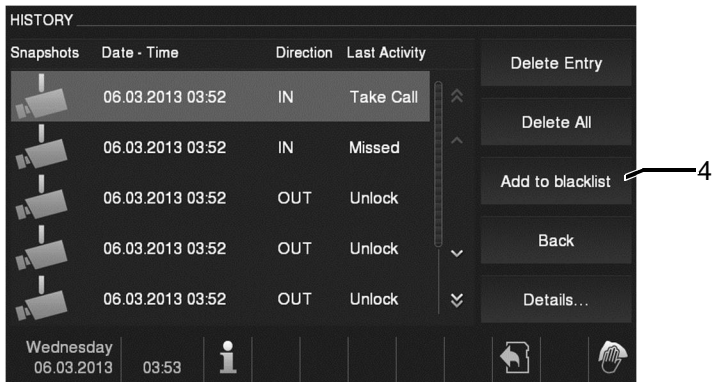 HISTORY
Snapshots Date - Time Direction Last Activity
06.03.2013 03:52 IN Take Call
06.03.2013 03:52 IN Missed
06.03.2013 03:52 OUT Unlock
06.03.2013 03:52 OUT Unlock
06.03.2013 03:52 OUT Unlock
Delete Entry
Delete All
Add to blacklist
4
Back
Details...
Wednesday
06.03.2013 03:53